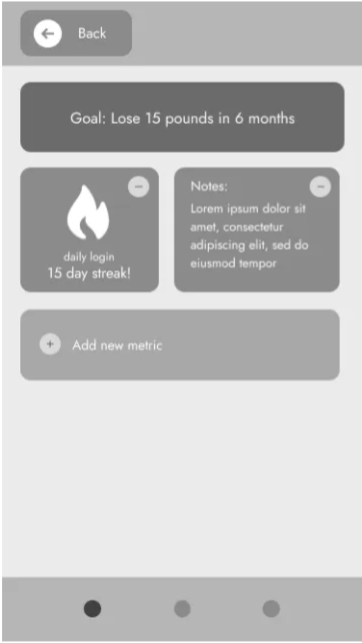 Back
Goal: Lose 15 pounds in 6 months
daily login
15 day streak!
Notes:
Lorem ipsum dolor sit
amet, consectetur
adipiscing elit, sed do
eiusmod tempor
Add new metric